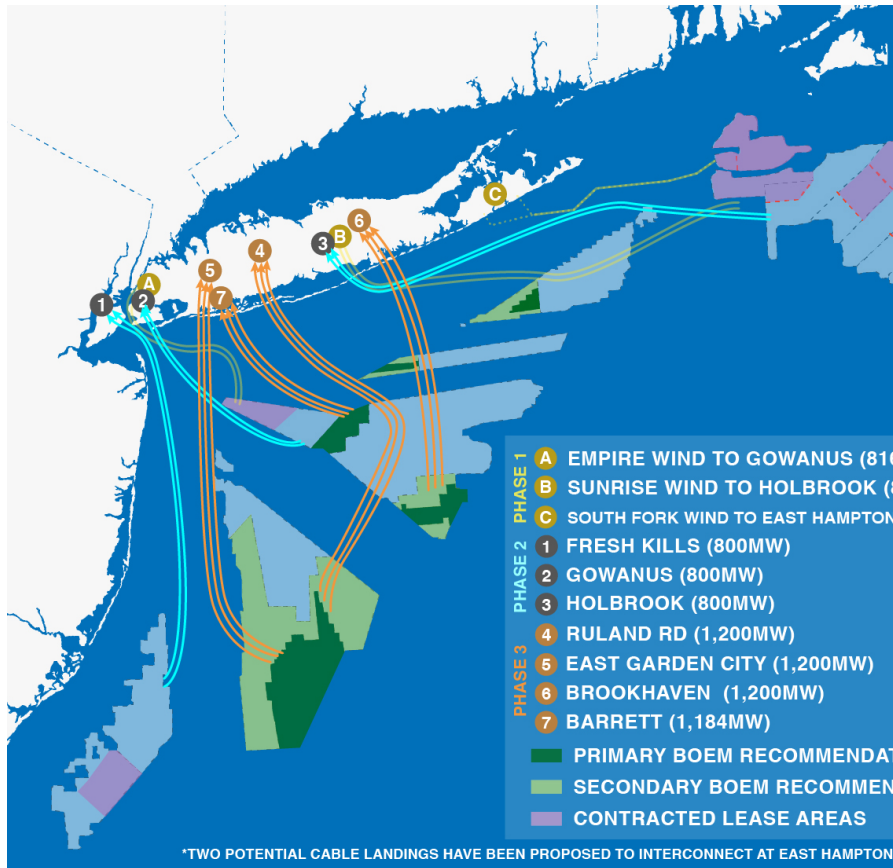 C
6
B
3
4
5
A
7
1
2
PHASE 1
A EMPIRE WIND TO GOWANUS (81
B SUNRISE WIND TO HOLBROOK (
C SOUTH FORK WIND TO EAST HAMPTON
PHASE 2
1 FRESH KILLS (800MW)
2 GOWANUS (800MW)
3 HOLBROOK (800MW)
PHASE 3
4 RULAND RD (1,200MW)
5 EAST GARDEN CITY (1,200MW)
6 BROOKHAVEN (1,200MW)
7 BARRETT (1,184MW)
PRIMARY BOEM RECOMMENDAT
SECONDARY BOEM RECOMMEN
CONTRACTED LEASE AREAS
*TWO POTENTIAL CABLE LANDINGS HAVE BEEN PROPOSED TO INTERCONNECT AT EAST HAMPTON